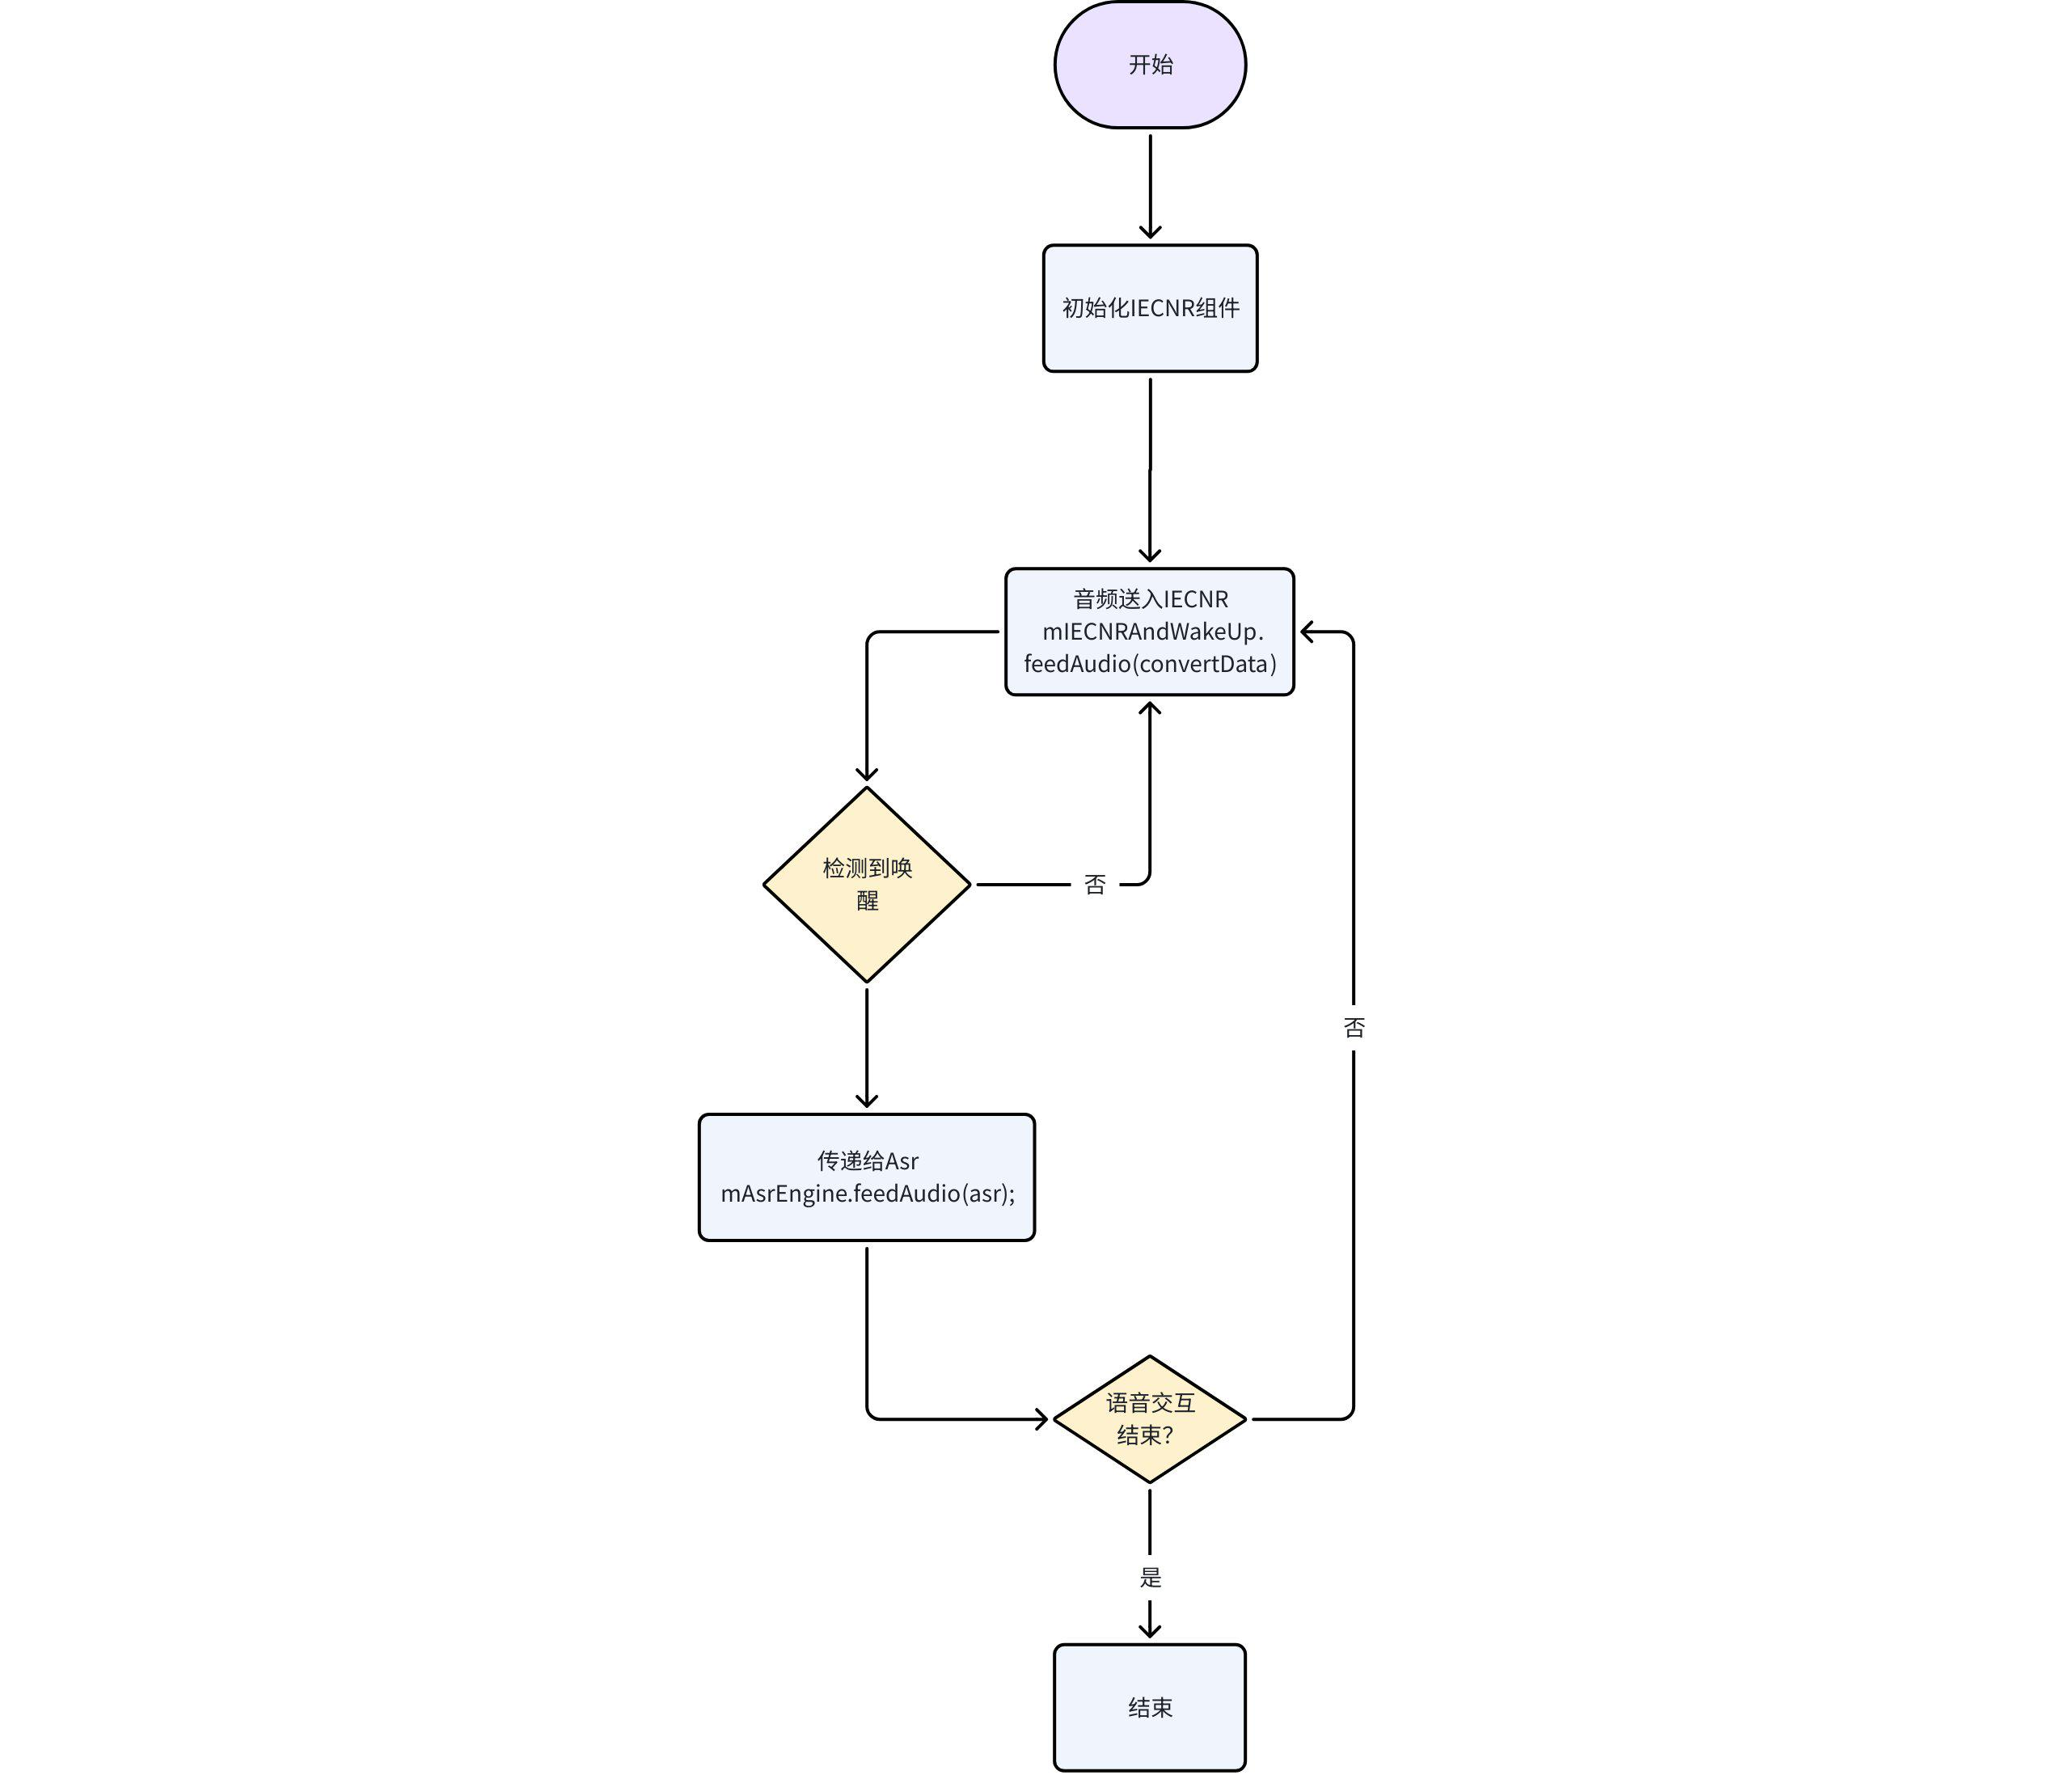 开始
初始化IECNR组件
音频送入IECNR
mIECNRAndWakeUp.
feedAudio(convertData)
检测到唤
醒
否
否
传递给Asr
mAsrEngine.feedAudio(asr);
语音交互
结束？
是
结束